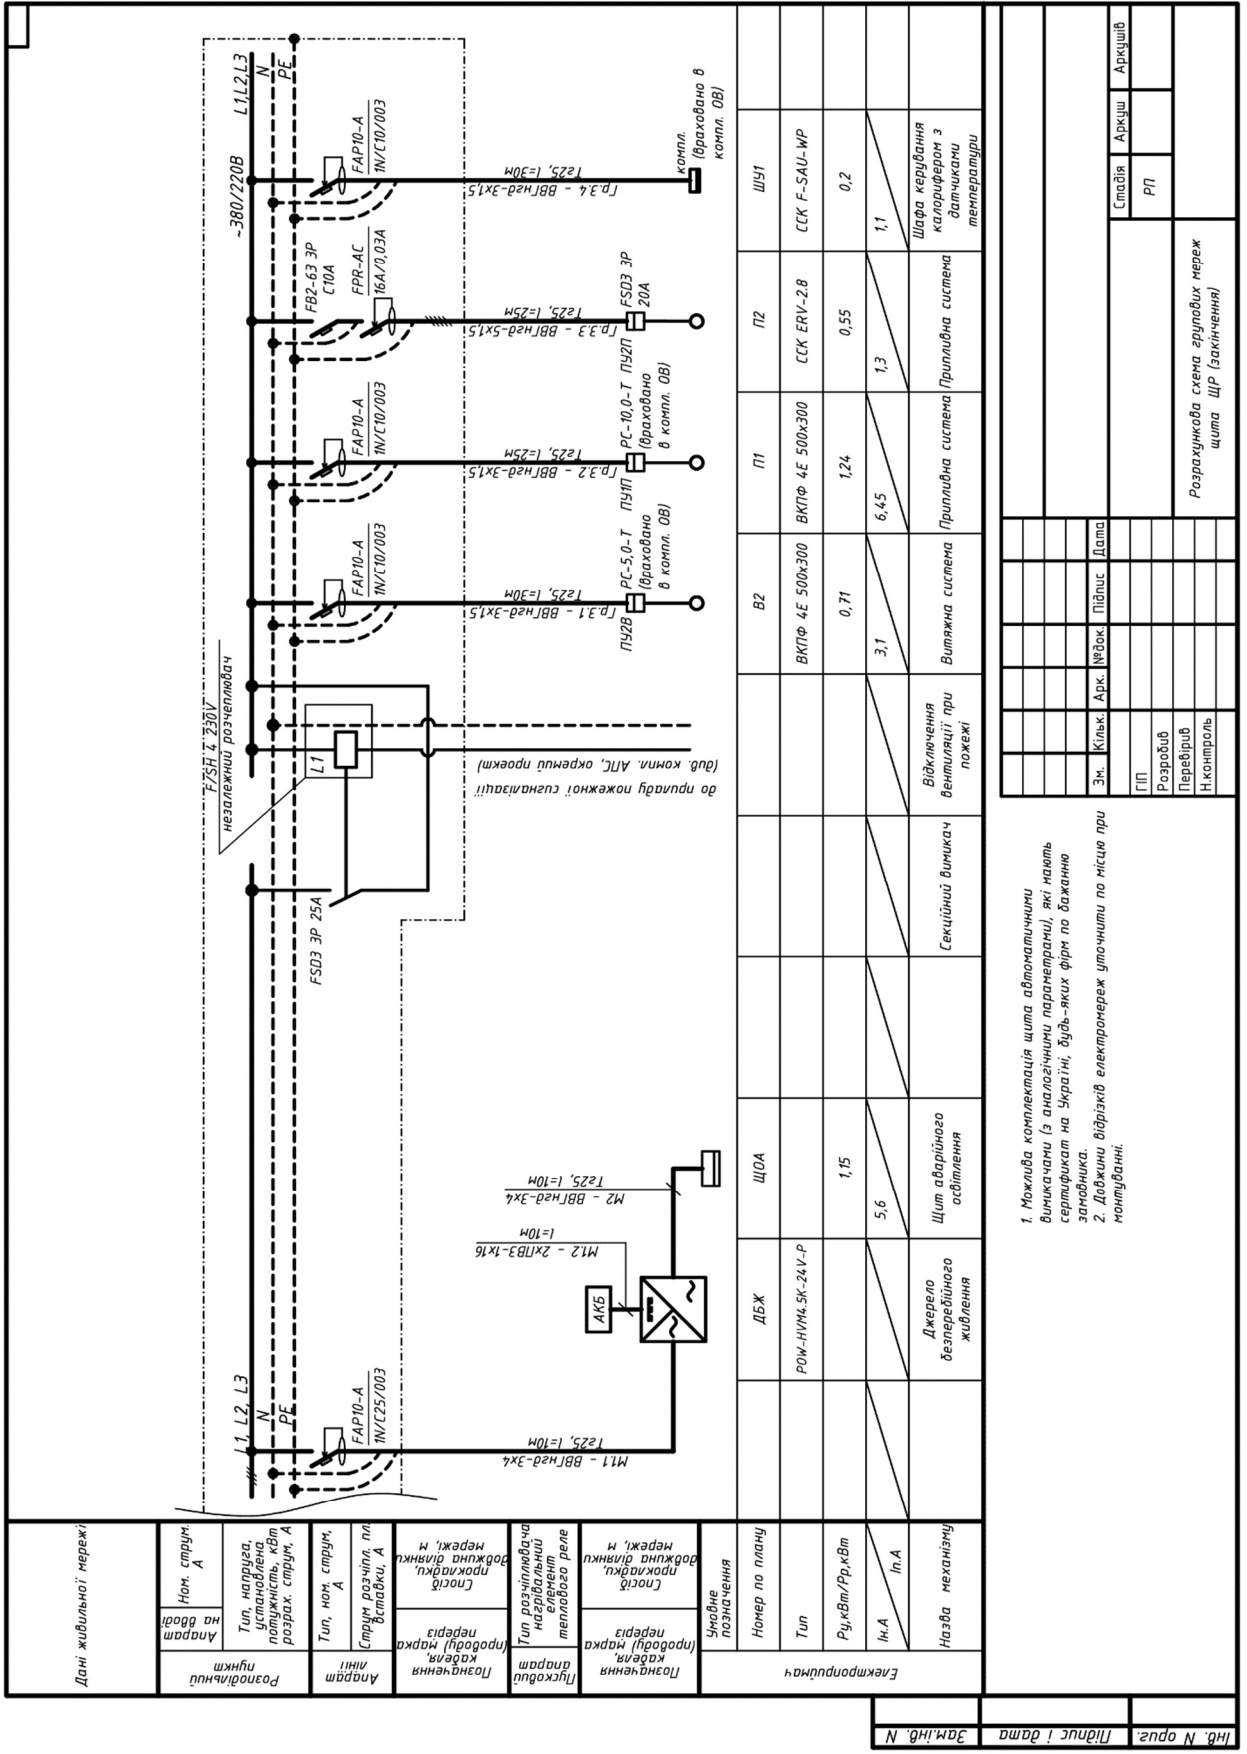 Дані живильної мережі
Розподільний
пункт
Апарат
на вводі
Ном. струм.
А
Тип, напруга,
установлена
потужність, кВт
розрах. струм, А
Апарат
лінії
Тип, ном. струм,
А
Струм розчіпл. пл.
вставки, А
Позначення
кабеля,
(проводу) марка
переріз
Спосіб
прокладки,
довжина ділянки
мережі, м
Пусковий
апарат
Тип розчіплювача
нагрівальний
елемент
теплового реле
Позначення
кабеля,
(проводу) марка
переріз
Спосіб
прокладки,
довжина ділянки
мережі, м
Електроприймач
Умовне
позначення
Номер по плану
Тип
Ру,кВт/Рр,кВт
Ін.А
Іп.А
Назва механізму
L1, L2, L3
N
PE
FAP10-A
1N/C25/003
М1.1 - ВВГнгд-3х4
Тг25, l=10м
АКБ
М1.2 - 2хПВ3-1х16
l=10м
М2 - ВВГнгд-3х4
Тг25, l=10м
FSD3 3P 25A
F/SH 4 230V
незалежний розчеплювач
L1
до приладу пожежної сигналізації
(див. компл. АПС, окремий проект)
~380/220В
L1,L2,L3
N
PE
FAP10-A
1N/C10/003
Гр.3.1 - ВВГнгд-3х1,5
Тг25, l=30м
ПУ2В
РС-5,0-Т
(враховано
в компл. ОВ)
FAP10-A
1N/C10/003
Гр.3.2 - ВВГнгд-3х1,5
Тг25, l=25м
ПУ1П
РС-10,0-Т
(враховано
в компл. ОВ)
FB2-63 3P
C10A
FPR-AC
16A/0,03A
Гр.3.3 - ВВГнгд-5х1,5
Тг25, l=25м
ПУ2П
FSD3 3P
20A
FAP10-A
1N/C10/003
Гр.3.4 - ВВГнгд-3х1,5
Тг25, l=30м
компл.
(враховано в
компл. ОВ)
ДБЖ
ЩОА
В2
П1
П2
ШУ1
POW-HVM4.5K-24V-P
ВКПФ 4Е 500х300
ВКПФ 4Е 500х300
ССК ERV-2.8
ССК F-SAU-WP
1,15
0,71
1,24
0,55
0,2
5,6
3,1
6,45
1,3
1,1
Джерело
безперебійного
живлення
Щит аварійного
освітлення
Секційний вимикач
Відключення
вентиляції при
пожежі
Витяжна система
Припливна система
Припливна система
Шафа керування
калорифером з
датчиками
температури
1. Можлива комплектація щита автоматичними
вимикачами (з аналогічними параметрами), які мають
сертифікат на Україні, будь-яких фірм по бажанню
замовника.
2. Довжини відрізків електромереж уточнити по місцю при
монтуванні.
Зм. Кільк. Арк. №док. Підпис Дата
ГІП
Розробив
Перевірив
Н.контроль
Стадія Аркуш Аркушів
РП
Розрахункова схема групових мереж
щита ЩР (закінчення)
Інв. N ориг.
Підпис і дата
Зам.інв. N